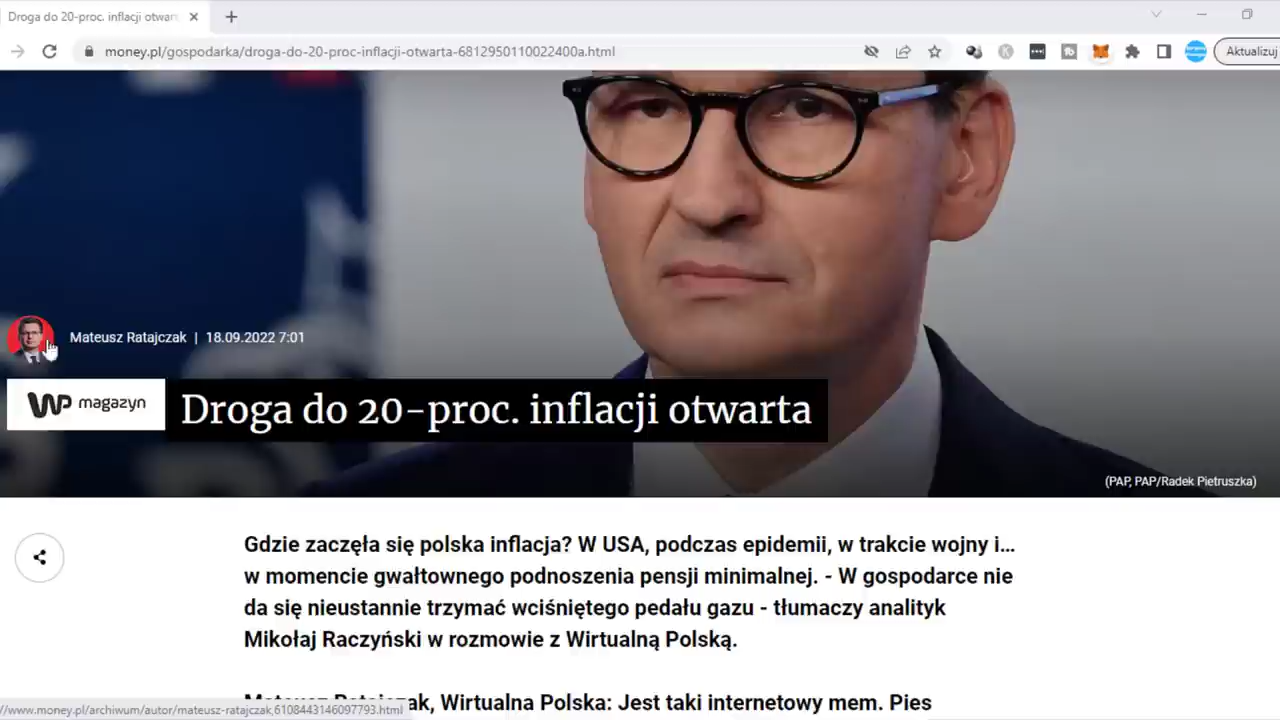 Droga do 20-proc. inflacji otwar
money.pl/gospodarka/droga-do-20-proc-inflacji-otwarta-6812950110022400a.html
Aktualizuj
Mateusz Ratajczak | 18.09.2022 7:01
WP magazyn
Droga do 20-proc. inflacji otwarta
(PAP, PAP/Radek Pietruszka)
Gdzie zaczęła się polska inflacja? W USA, podczas epidemii, w trakcie wojny i...
w momencie gwałtownego podnoszenia pensji minimalnej. - W gospodarce nie
da się nieustannie trzymać wciśniętego pedału gazu - tłumaczy analityk
Mikołaj Raczyński w rozmowie z Wirtualną Polską.
Mateusz Ratajczak, Wirtualna Polska: Jest taki internetowy mem. Pies
//www.money.pl/archiwum/autor/mateusz-ratajczak,6108443146097793.html